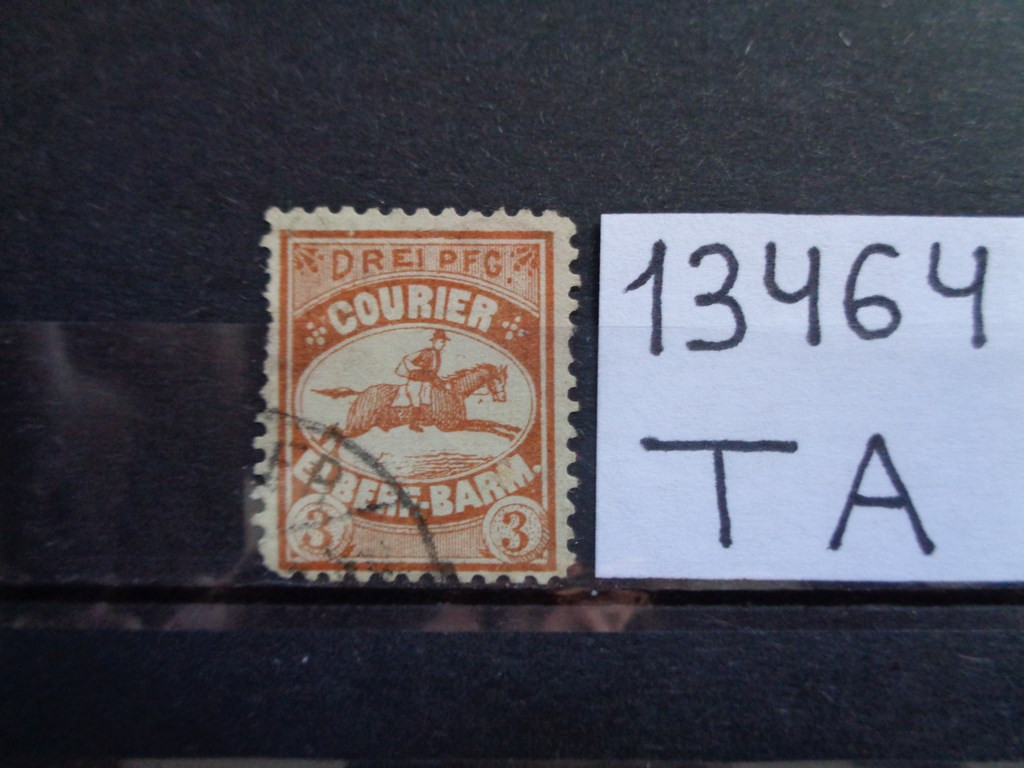 DREI PFG.
COURIER
ELBERF.-BARM.
3 3
13464
TA